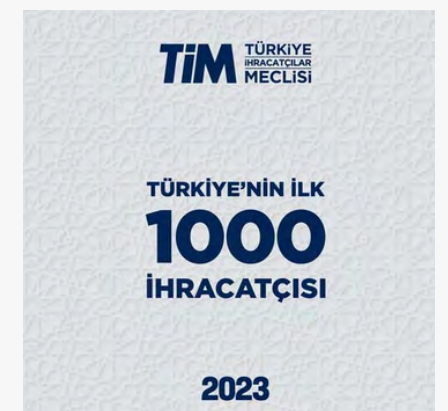 TİM TÜRKİYE
İHRACATÇILAR
MECLİSİ
TÜRKİYE'NİN İLK
1000
İHRACATÇISI
2023